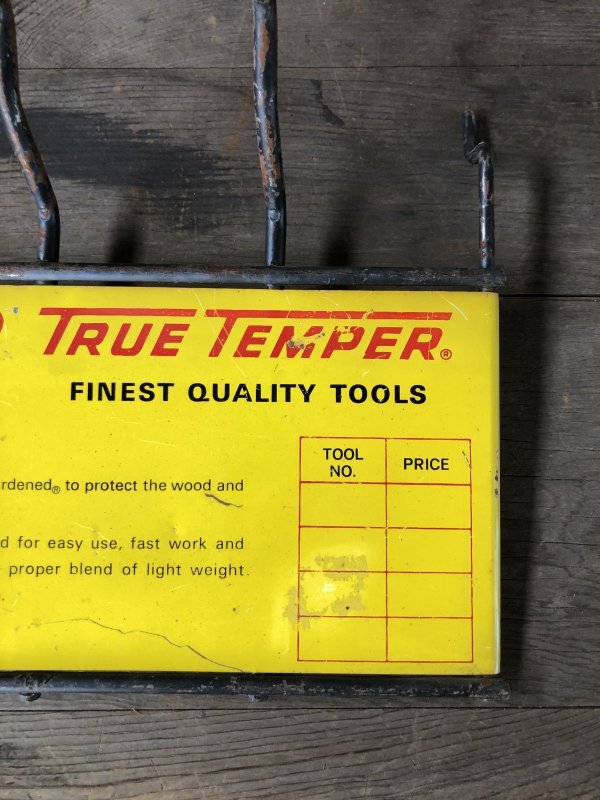 TRUE TEMPER®
FINEST QUALITY TOOLS
TOOL NO.
PRICE
rdened® to protect the wood and
d for easy use, fast work and
proper blend of light weight.